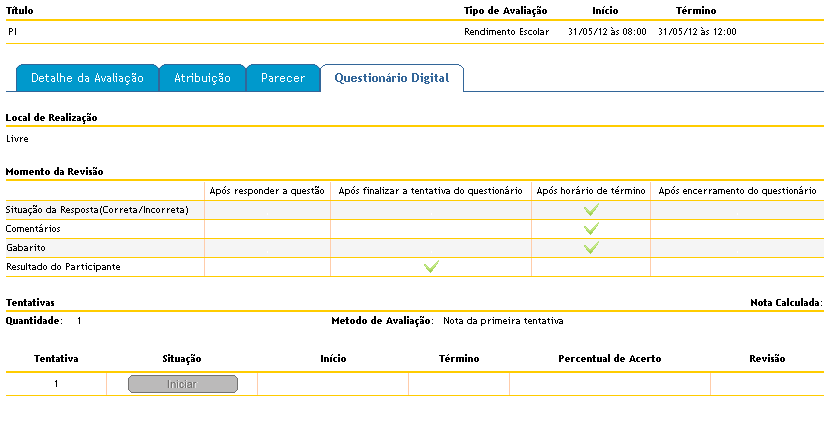 Título Tipo de Avaliação Início Término
PI Rendimento Escolar 31/05/12 às 08:00 31/05/12 às 12:00
Detalhe da Avaliação Atribuição Parecer Questionário Digital
Local de Realização
Livre
Momento da Revisão
Após responder a questão Após finalizar a tentativa do questionário Após horário de término Após encerramento do questionário
Situação da Resposta(Correta/Incorreta)
Comentários
Gabarito
Resultado do Participante
Tentativas Nota Calculada:
Quantidade: 1 Metodo de Avaliação: Nota da primeira tentativa
Tentativa Situação Início Término Percentual de Acerto Revisão
1 Iniciar